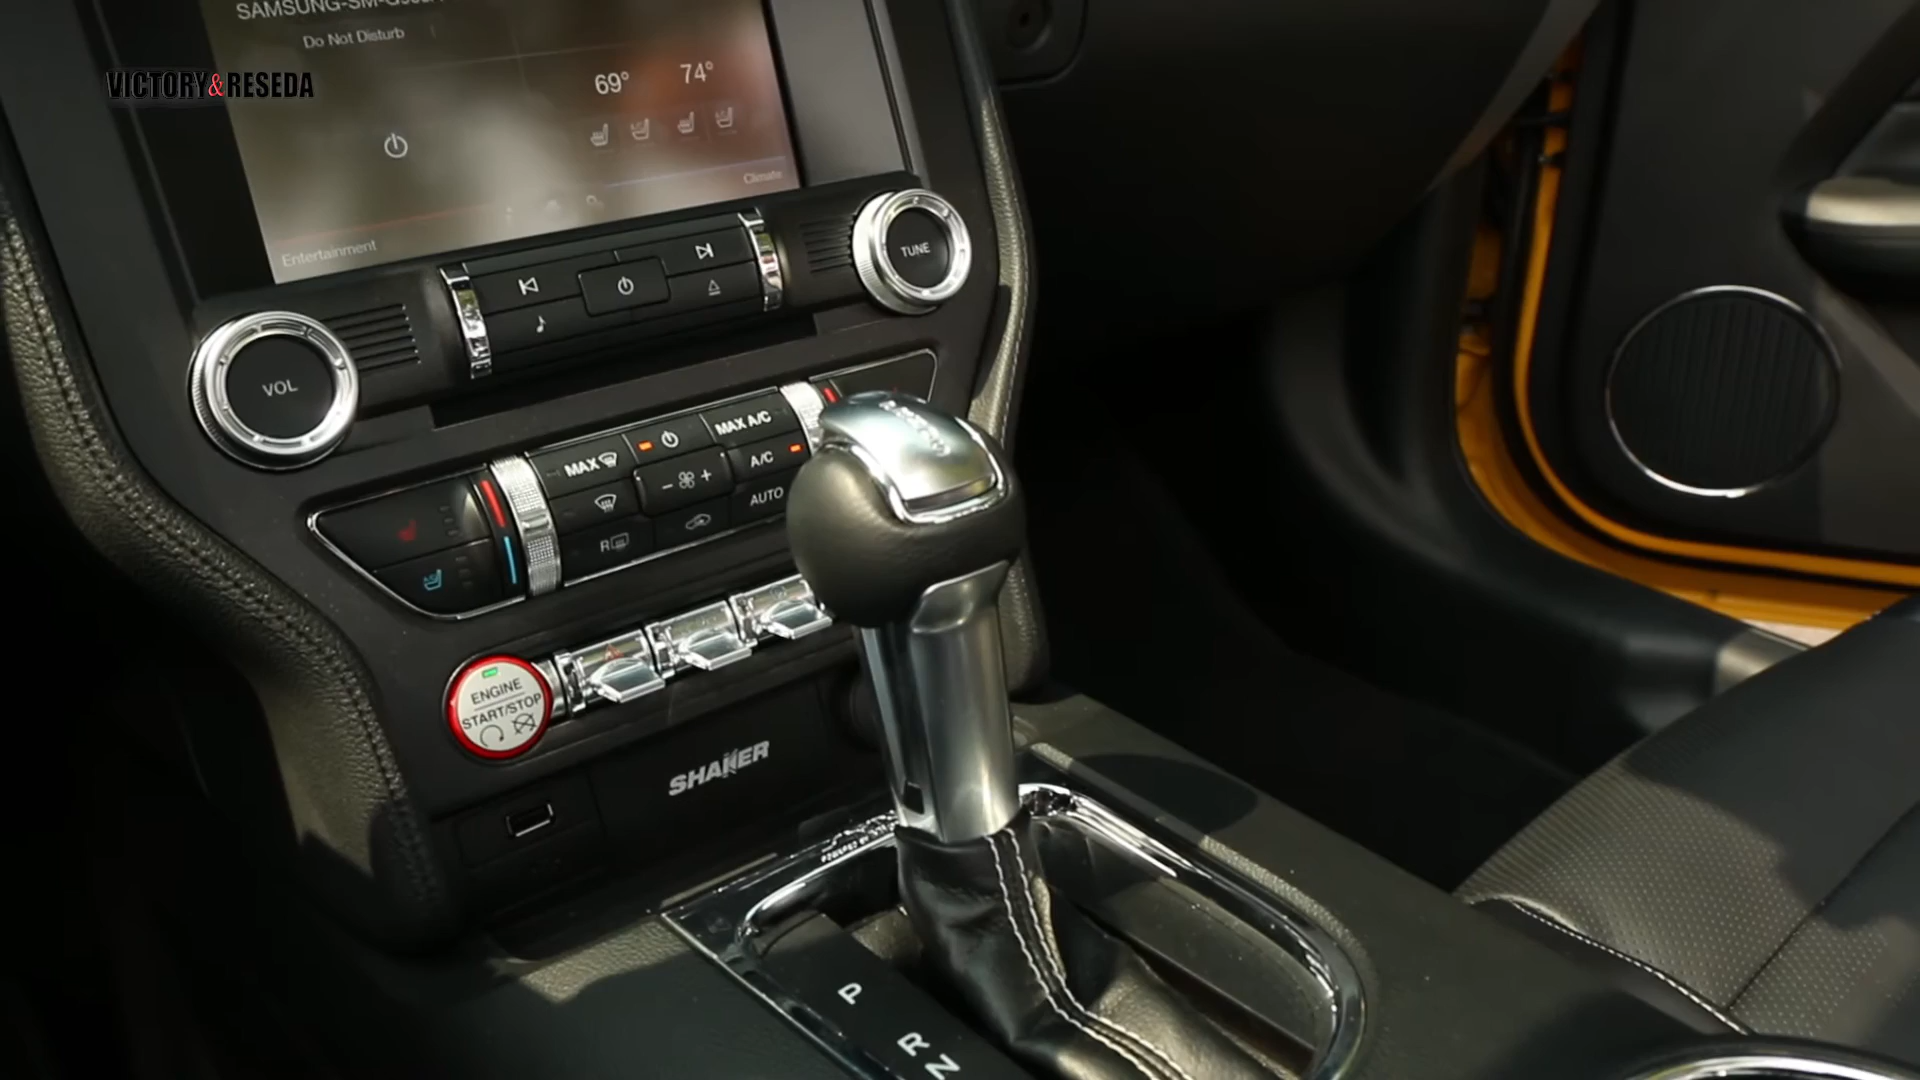 Do Not Disturb
VICTORY&RESEDA
69° 74°
Climate
Entertainment
TUNE
VOL
MAX A/C
MAX
A/C
AUTO
R
ENGINE
START/STOP
SHAKER
P
R
N